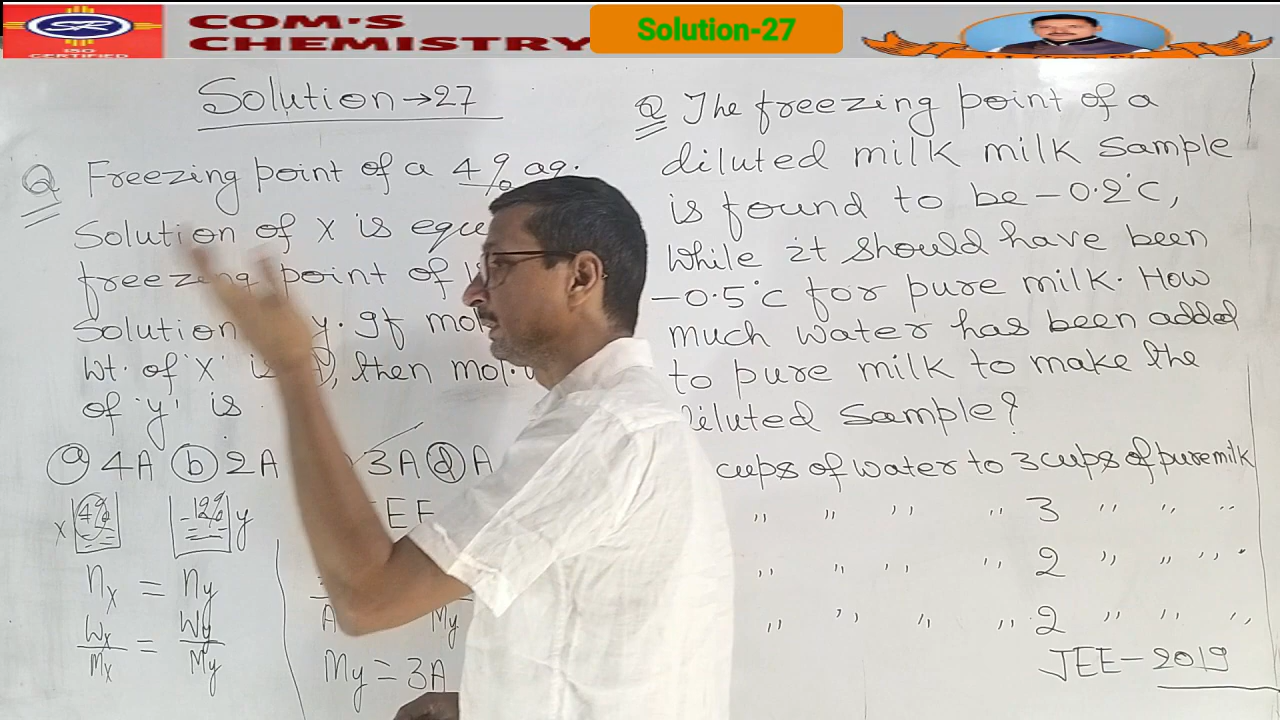 COM'S
CHEMISTRY
Solution-27
ISO
CERTIFIED
Solution → 27
Q Freezing point of a 4% aq.
Solution of X is equ
freezing point of
Solution y. If mol
wt. of 'X' is A, then mol.
of 'y' is
a 4A b 2A 3A d A
X 4% 12% y
nx = ny
Wx/Mx = Wy/My
A My
My = 3A
Q The freezing point of a
diluted milk milk sample
is found to be -0.2°C,
While it should have been
-0.5°C for pure milk. How
much water has been added
to pure milk to make the
diluted sample?
cups of water to 3 cups of pure milk
" " " " 3 " " "
" " " " 2 " " "
" " " " 2 " " "
JEE-2019